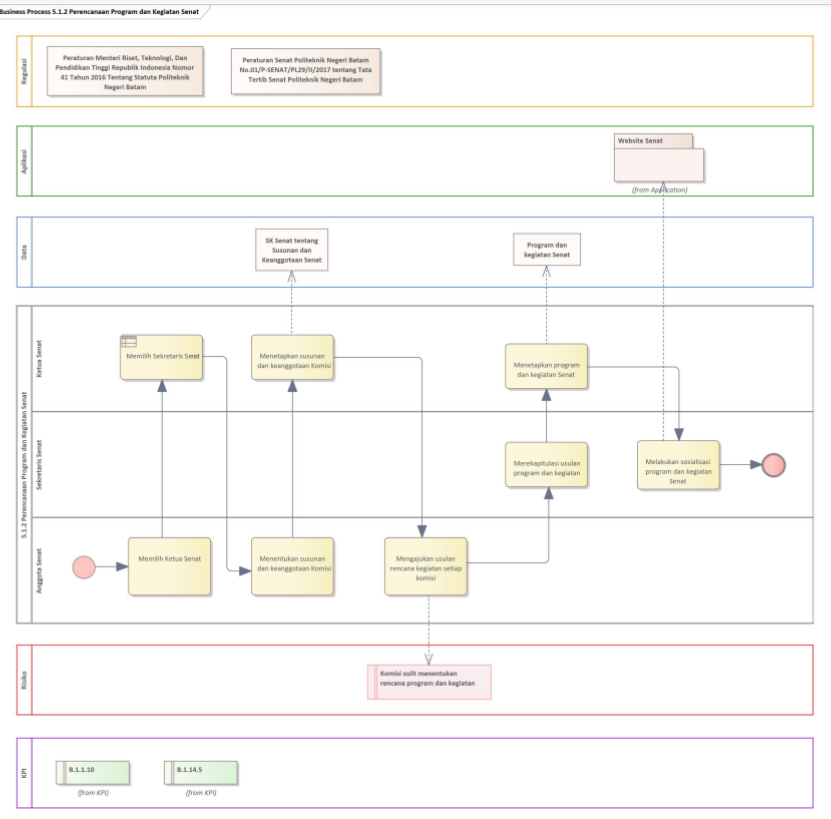 Business Process 5.1.2 Perencanaan Program dan Kegiatan Senat
Regulasi
Peraturan Menteri Riset, Teknologi, Dan
Pendidikan Tinggi Republik Indonesia Nomor
41 Tahun 2016 Tentang Statuta Politeknik
Negeri Batam
Peraturan Senat Politeknik Negeri Batam
No.01/P-SENAT/PL29/II/2017 tentang Tata
Tertib Senat Politeknik Negeri Batam
Aplikasi
Website Senat
(from Application)
Data
SK Senat tentang
Susunan dan
Keanggotaan Senat
Program dan
kegiatan Senat
5.1.2 Perencanaan Program dan Kegiatan Senat
Ketua Senat
Memilih Sekretaris Senat
Menetapkan susunan
dan keanggotaan Komisi
Menetapkan program
dan kegiatan Senat
Sekretaris Senat
Merekapitulasi usulan
program dan kegiatan
Melakukan sosialisasi
program dan kegiatan
Senat
Anggota Senat
Memilih Ketua Senat
Menentukan susunan
dan keanggotaan Komisi
Mengajukan usulan
rencana kegiatan setiap
komisi
Risiko
Komisi sulit menentukan
rencana program dan kegiatan
KPI
B.1.1.10
(from KPI)
B.1.14.5
(from KPI)